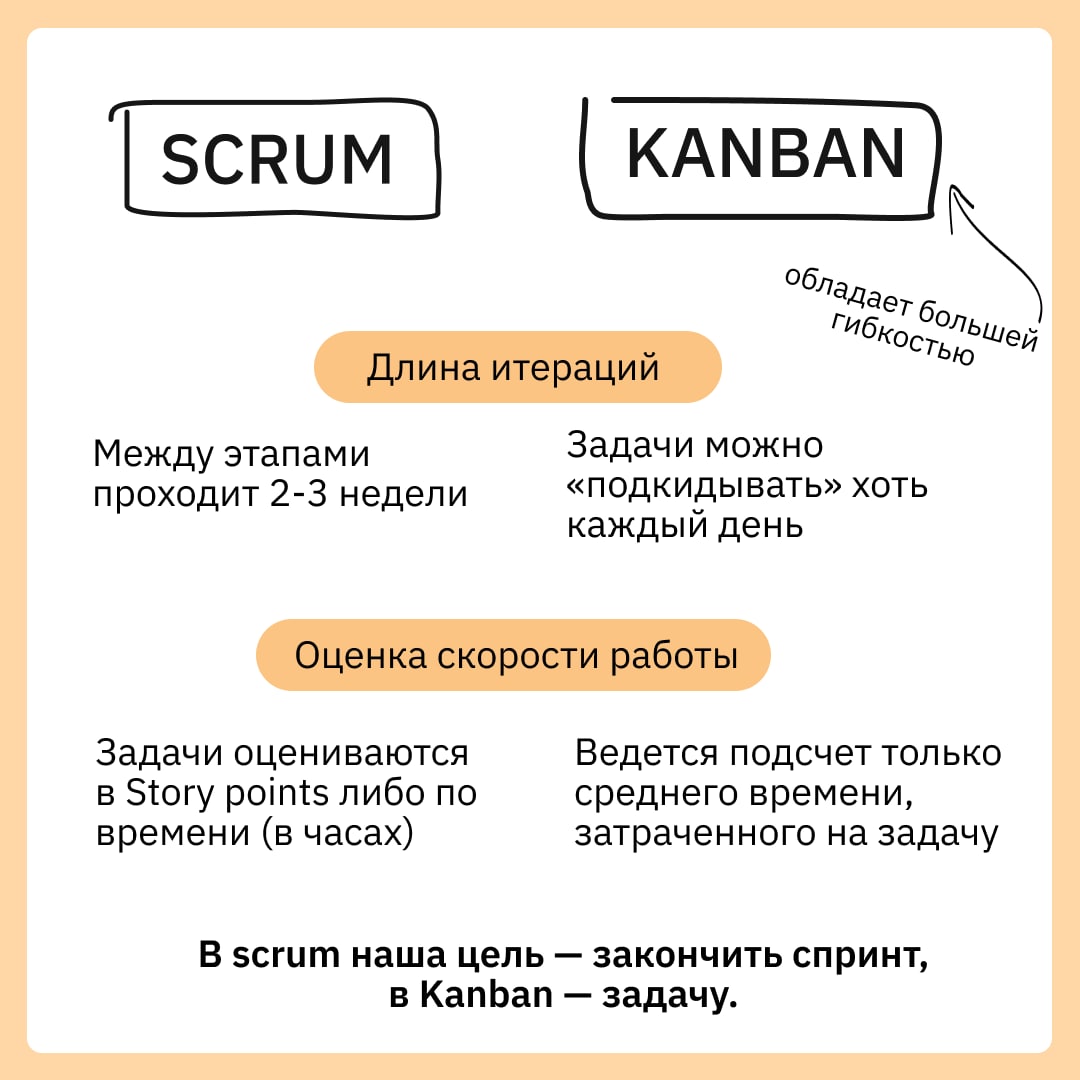 SCRUM
KANBAN
обладает большей
гибкостью
Длина итераций
Между этапами
проходит 2-3 недели
Задачи можно
«подкидывать» хоть
каждый день
Оценка скорости работы
Задачи оцениваются
в Story points либо по
времени (в часах)
Ведется подсчет только
среднего времени,
затраченного на задачу
В scrum наша цель — закончить спринт,
в Kanban — задачу.